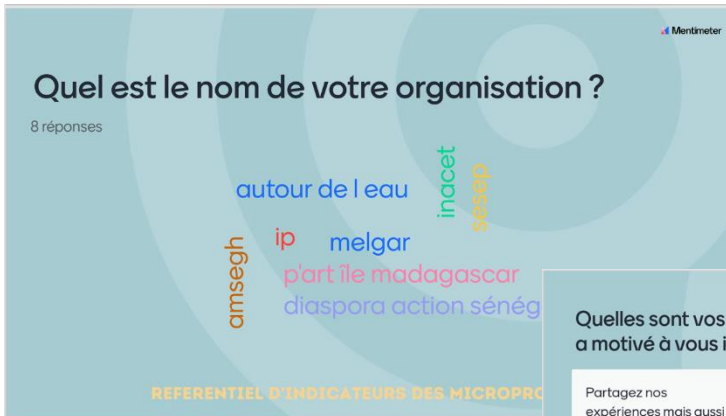 Mentimeter
Quel est le nom de votre organisation ?
8 réponses
inacet
sesep
autour de l eau
ip
melgar
amsegh
p'art île madagascar
diaspora action sénég
REFERENTIEL D'INDICATEURS DES MICROPRO
Quelles sont vos
a motivé à vous i
Partagez nos
expériences mais aussi